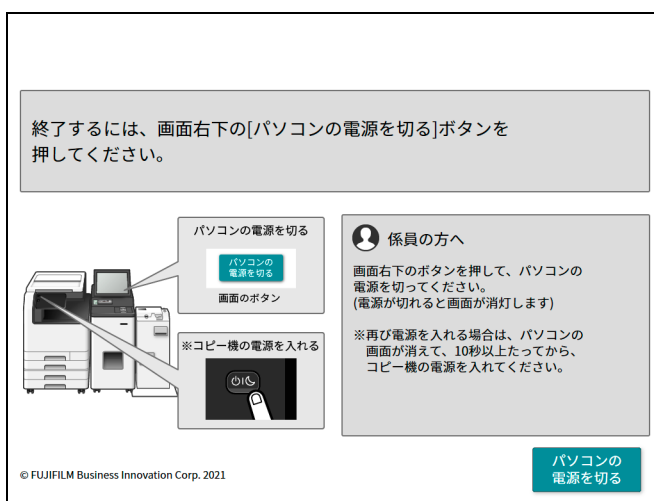 終了するには、画面右下の[パソコンの電源を切る]ボタンを
押してください。
パソコンの電源を切る
パソコンの
電源を切る
画面のボタン
※コピー機の電源を入れる
係員の方へ
画面右下のボタンを押して、パソコンの
電源を切ってください。
(電源が切れると画面が消灯します)
※再び電源を入れる場合は、パソコンの
画面が消えて、10秒以上たってから、
コピー機の電源を入れてください。
© FUJIFILM Business Innovation Corp. 2021
パソコンの
電源を切る